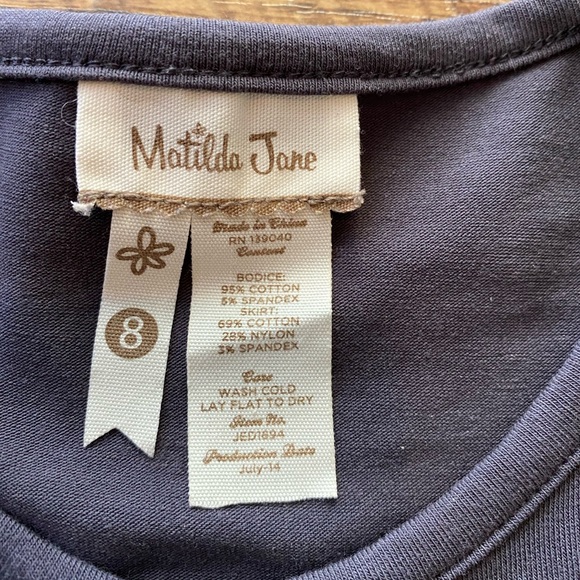 Matilda Jane
8
Made in China
RN 139040
Content
BODICE:
95% COTTON
5% SPANDEX
SKIRT:
69% COTTON
28% NYLON
3% SPANDEX
Care
WASH COLD
LAY FLAT TO DRY
Item No.
JED1694
Production Date
July-14